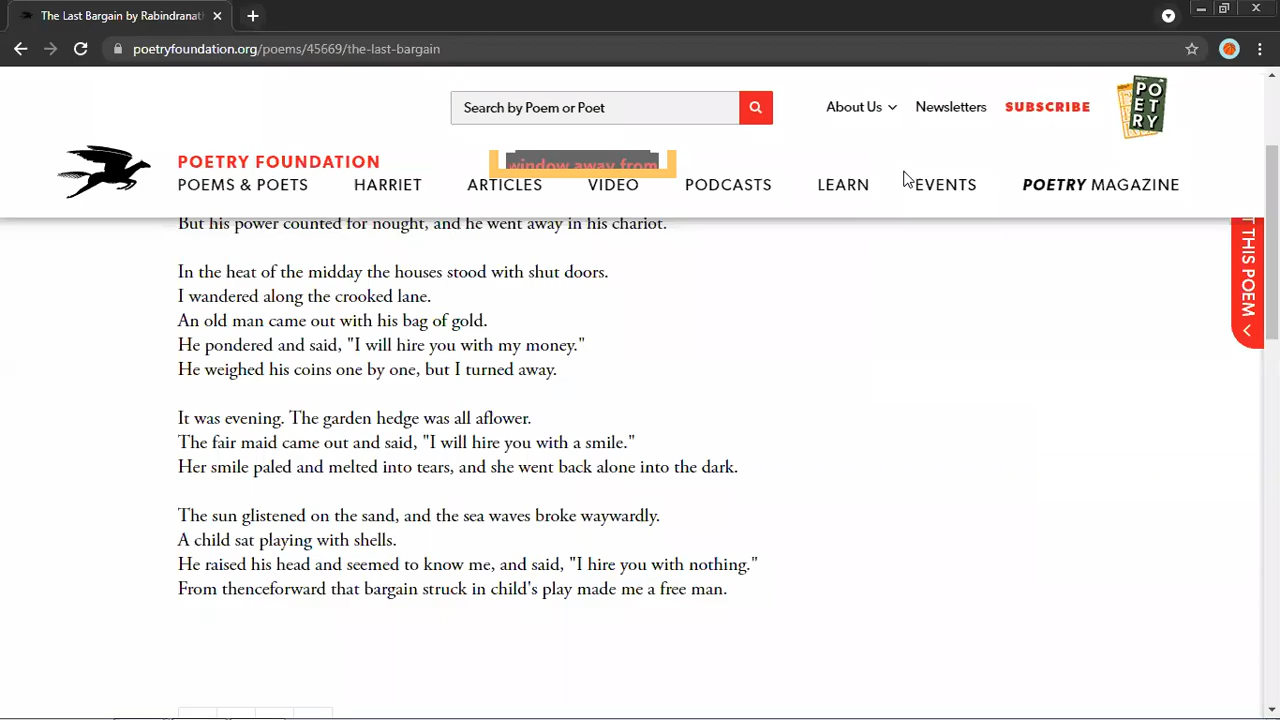 The Last Bargain by Rabindranat
poetryfoundation.org/poems/45669/the-last-bargain
Search by Poem or Poet
About Us
Newsletters
SUBSCRIBE
PO
ET
RY
POETRY FOUNDATION
window away from
POEMS & POETS
HARRIET
ARTICLES
VIDEO
PODCASTS
LEARN
EVENTS
POETRY MAGAZINE
But his power counted for nought, and he went away in his chariot.
In the heat of the midday the houses stood with shut doors.
I wandered along the crooked lane.
An old man came out with his bag of gold.
He pondered and said, "I will hire you with my money."
He weighed his coins one by one, but I turned away.
It was evening. The garden hedge was all aflower.
The fair maid came out and said, "I will hire you with a smile."
Her smile paled and melted into tears, and she went back alone into the dark.
The sun glistened on the sand, and the sea waves broke waywardly.
A child sat playing with shells.
He raised his head and seemed to know me, and said, "I hire you with nothing."
From thenceforward that bargain struck in child's play made me a free man.
T THIS POEM